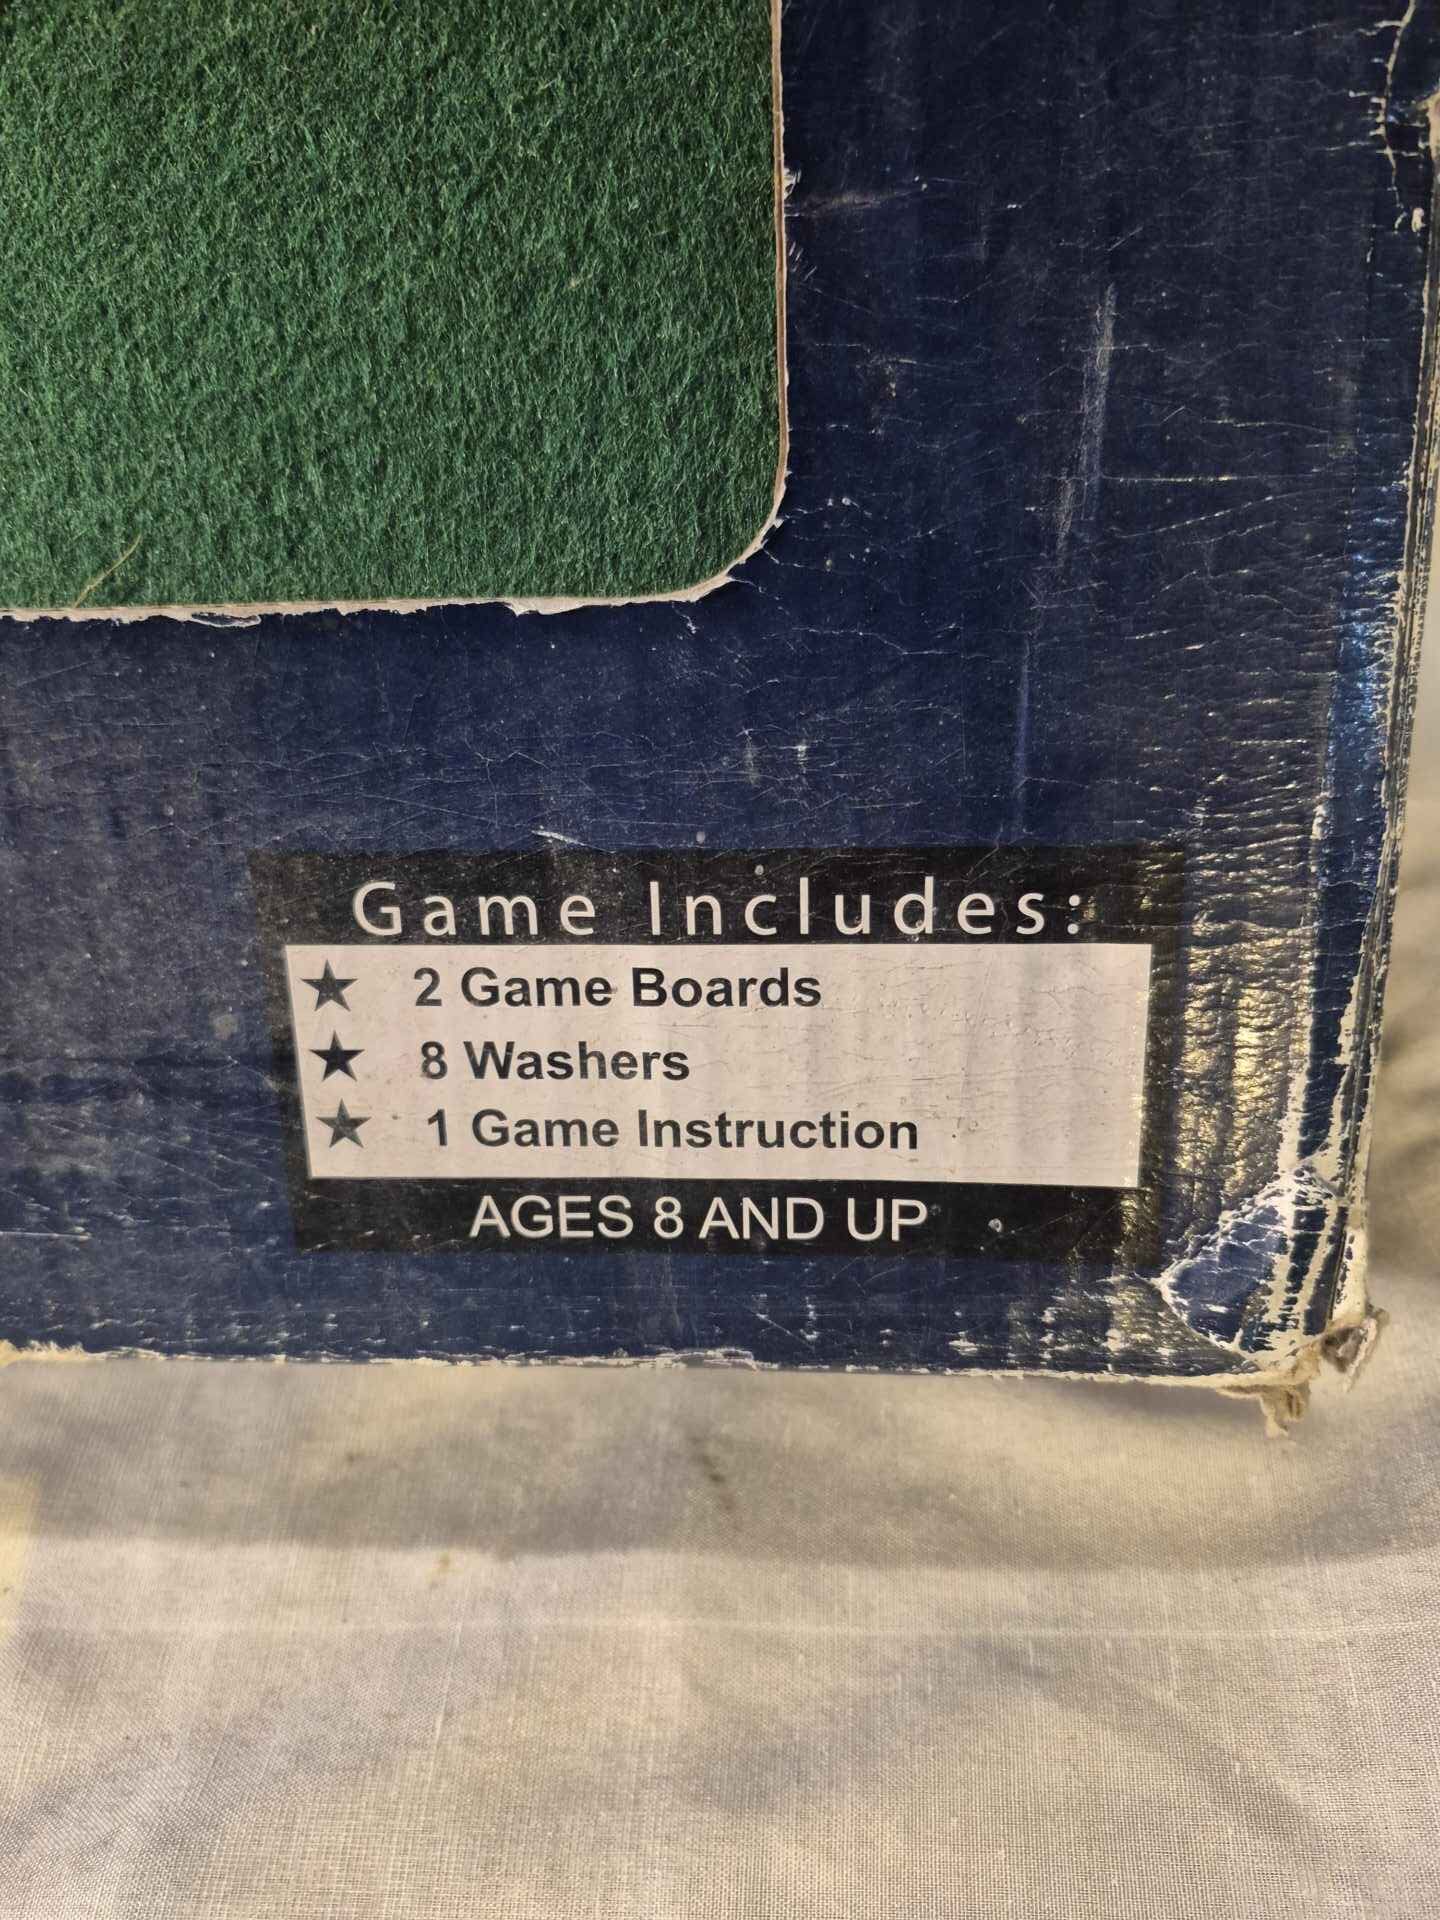 Game Includes:
★ 2 Game Boards
★ 8 Washers
★ 1 Game Instruction
AGES 8 AND UP